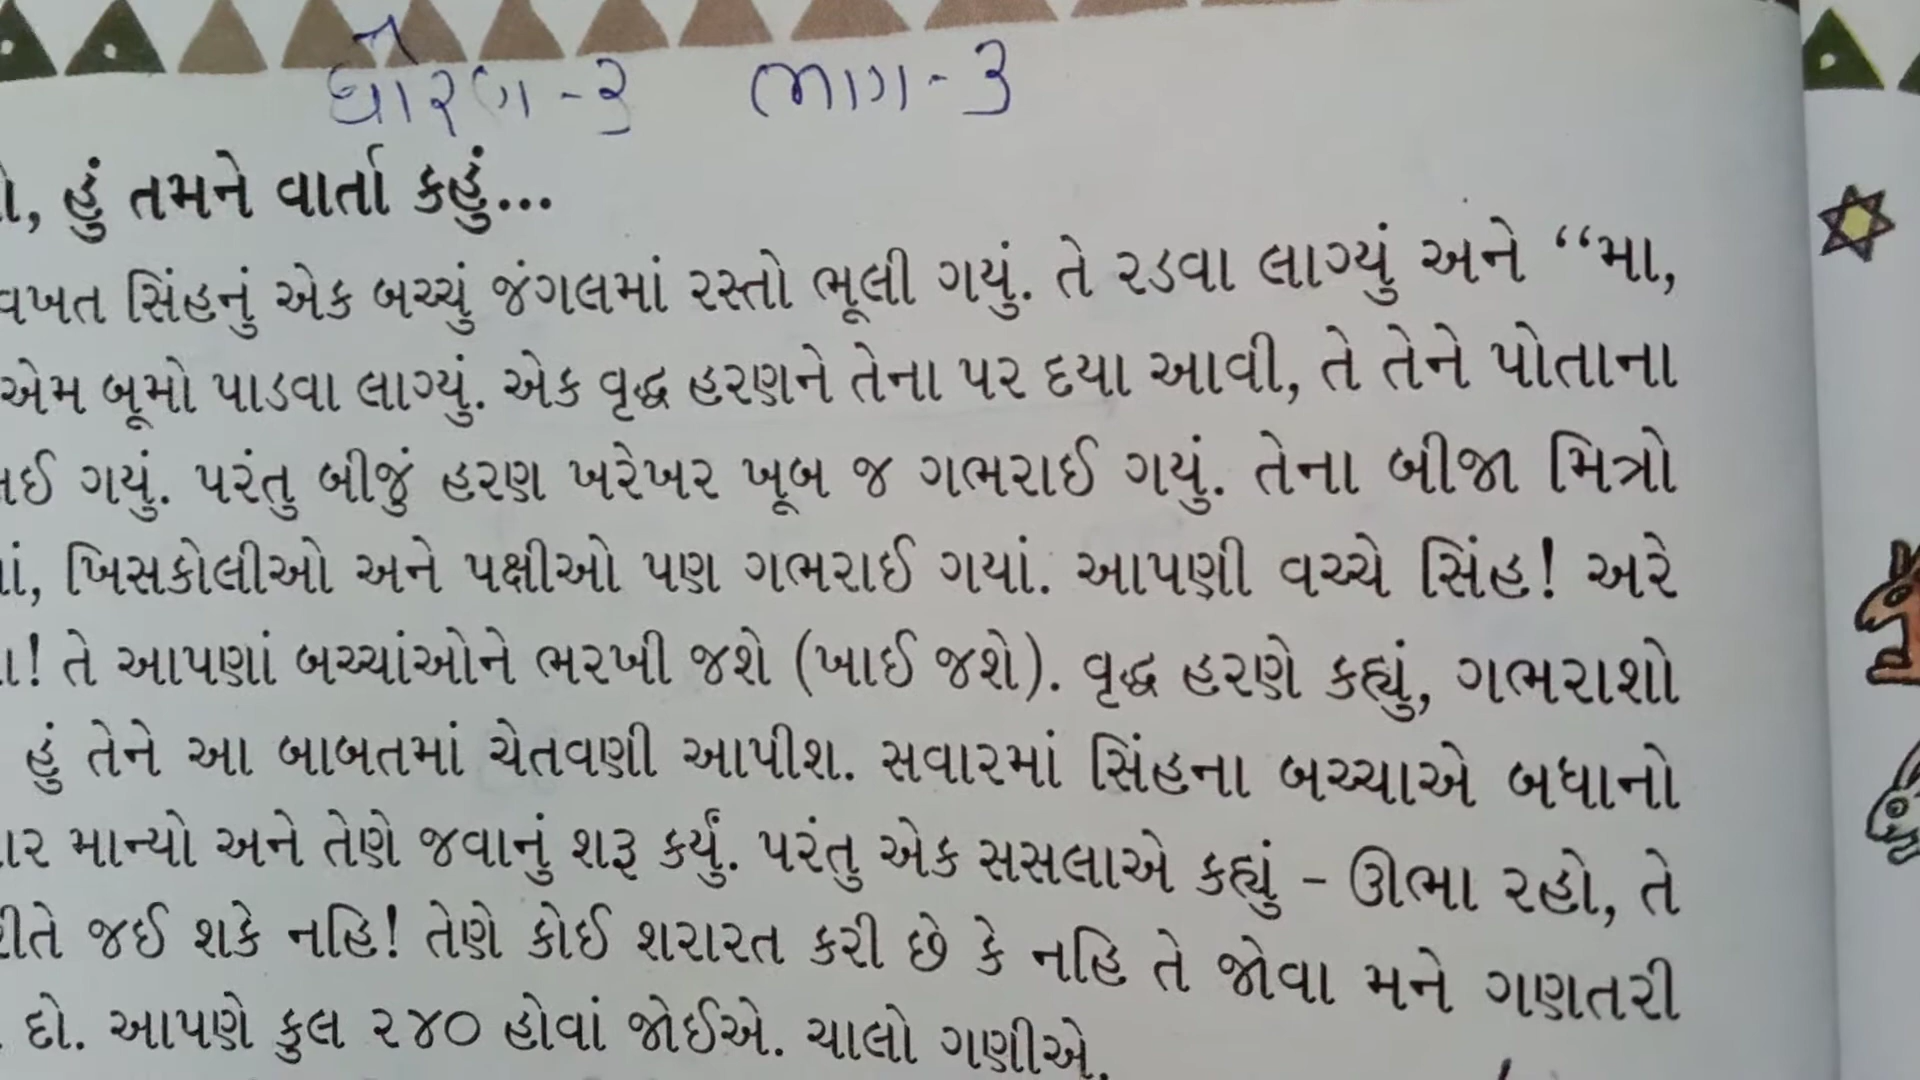 ધોરણ-૩ ભાગ-૩
હું તમને વાર્તા કહું...
વખત સિંહનું એક બચ્ચું જંગલમાં રસ્તો ભૂલી ગયું. તે રડવા લાગ્યું અને “મા,
એમ બૂમો પાડવા લાગ્યું. એક વૃદ્ધ હરણને તેના પર દયા આવી, તે તેને પોતાના
ગયું. પરંતુ બીજું હરણ ખરેખર ખૂબ જ ગભરાઈ ગયું. તેના બીજા મિત્રો
ખિસકોલીઓ અને પક્ષીઓ પણ ગભરાઈ ગયાં. આપણી વચ્ચે સિંહ! અરે
તે આપણાં બચ્ચાંઓને ભરખી જશે (ખાઈ જશે). વૃદ્ધ હરણે કહ્યું, ગભરાશો
હું તેને આ બાબતમાં ચેતવણી આપીશ. સવારમાં સિંહના બચ્ચાએ બધાનો
માન્યો અને તેણે જવાનું શરૂ કર્યું. પરંતુ એક સસલાએ કહ્યું - ઊભા રહો, તે
રીતે જઈ શકે નહિ! તેણે કોઈ શરારત કરી છે કે નહિ તે જોવા મને ગણતરી
દો. આપણે કુલ ૨૪૦ હોવાં જોઈએ. ચાલો ગણીએ.